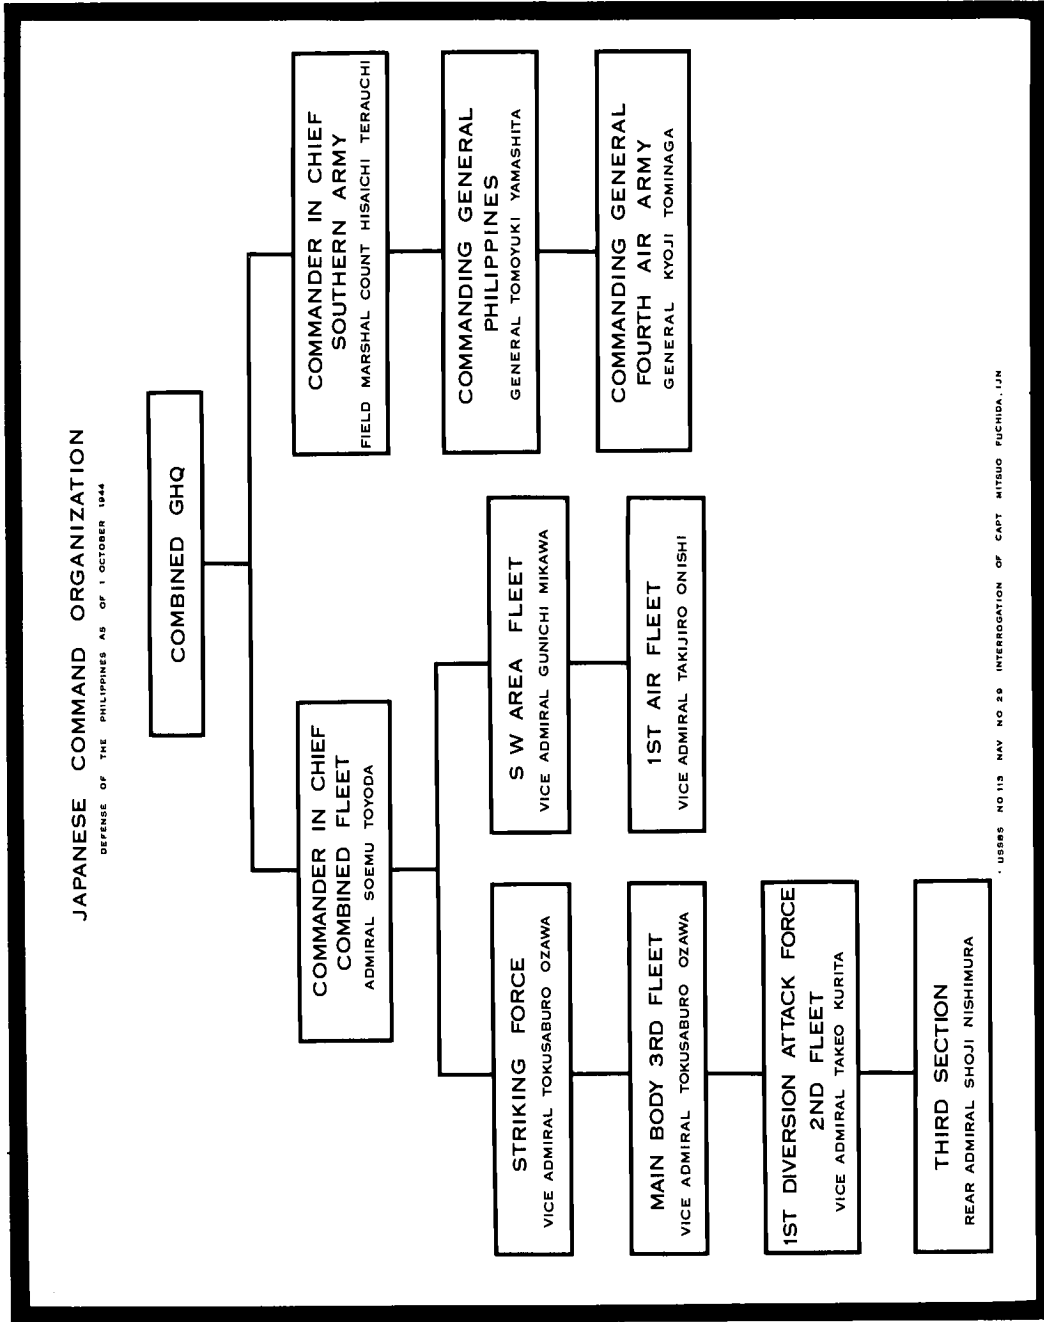 JAPANESE COMMAND ORGANIZATION
DEFENSE OF THE PHILIPPINES AS OF 1 OCTOBER 1944
COMBINED GHQ
COMMANDER IN CHIEF
COMBINED FLEET
ADMIRAL SOEMU TOYODA
COMMANDER IN CHIEF
SOUTHERN ARMY
FIELD MARSHAL COUNT HISAICHI TERAUCHI
STRIKING FORCE
VICE ADMIRAL TOKUSABURO OZAWA
S W AREA FLEET
VICE ADMIRAL GUNICHI MIKAWA
COMMANDING GENERAL
PHILIPPINES
GENERAL TOMOYUKI YAMASHITA
MAIN BODY 3RD FLEET
VICE ADMIRAL TOKUSABURO OZAWA
1ST AIR FLEET
VICE ADMIRAL TAKIJIRO ONISHI
COMMANDING GENERAL
FOURTH AIR ARMY
GENERAL KYOJI TOMINAGA
1ST DIVERSION ATTACK FORCE
2ND FLEET
VICE ADMIRAL TAKEO KURITA
THIRD SECTION
REAR ADMIRAL SHOJI NISHIMURA
· USSBS NO 113 NAV NO 29 INTERROGATION OF CAPT MITSUO FUCHIDA, IJN